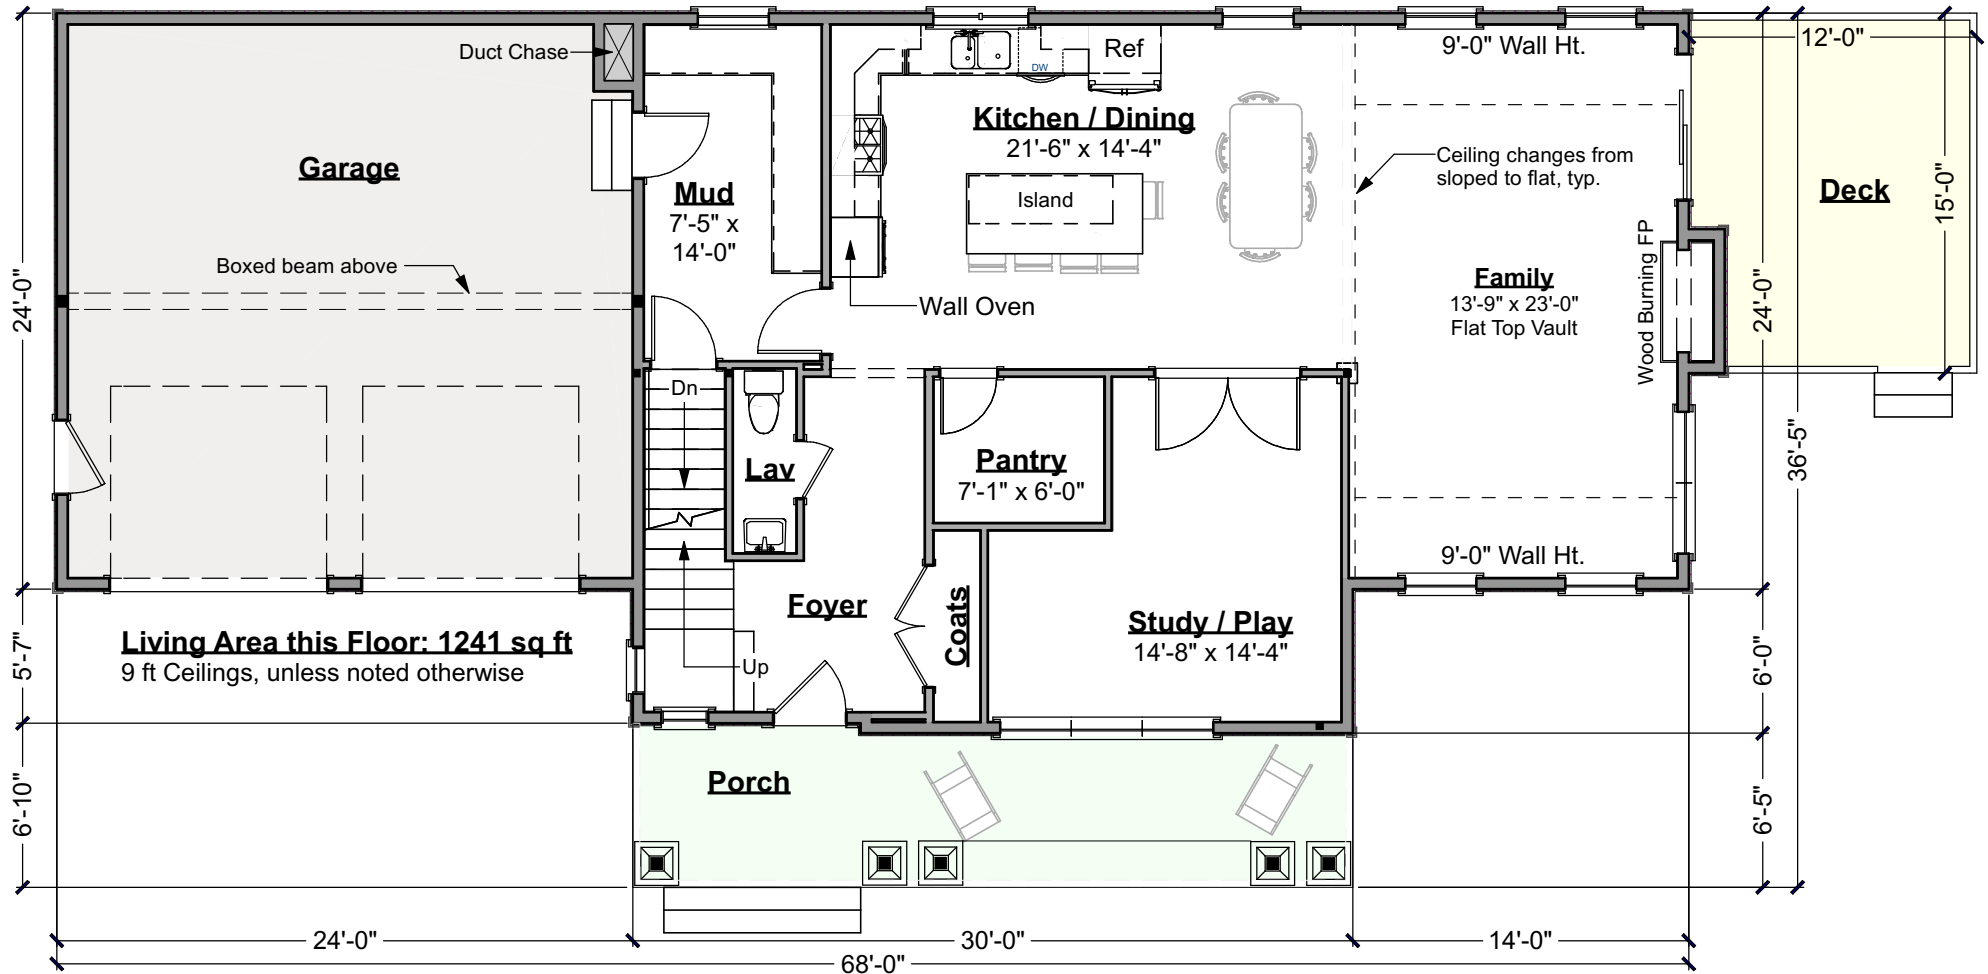 Duct Chase
Ref
DW
9'-0" Wall Ht.
12'-0"
Kitchen / Dining
21'-6" x 14'-4"
Garage
Ceiling changes from
sloped to flat, typ.
Mud
7'-5" x
14'-0"
Island
Deck
15'-0"
Boxed beam above
Wall Oven
Family
13'-9" x 23'-0"
Flat Top Vault
Wood Burning FP
24'-0"
24'-0"
36'-5"
Dn
Lav
Pantry
7'-1" x 6'-0"
9'-0" Wall Ht.
Foyer
Coats
Study / Play
14'-8" x 14'-4"
Living Area this Floor: 1241 sq ft
9 ft Ceilings, unless noted otherwise
Up
5'-7"
6'-0"
Porch
6'-10"
6'-5"
24'-0"
30'-0"
14'-0"
68'-0"